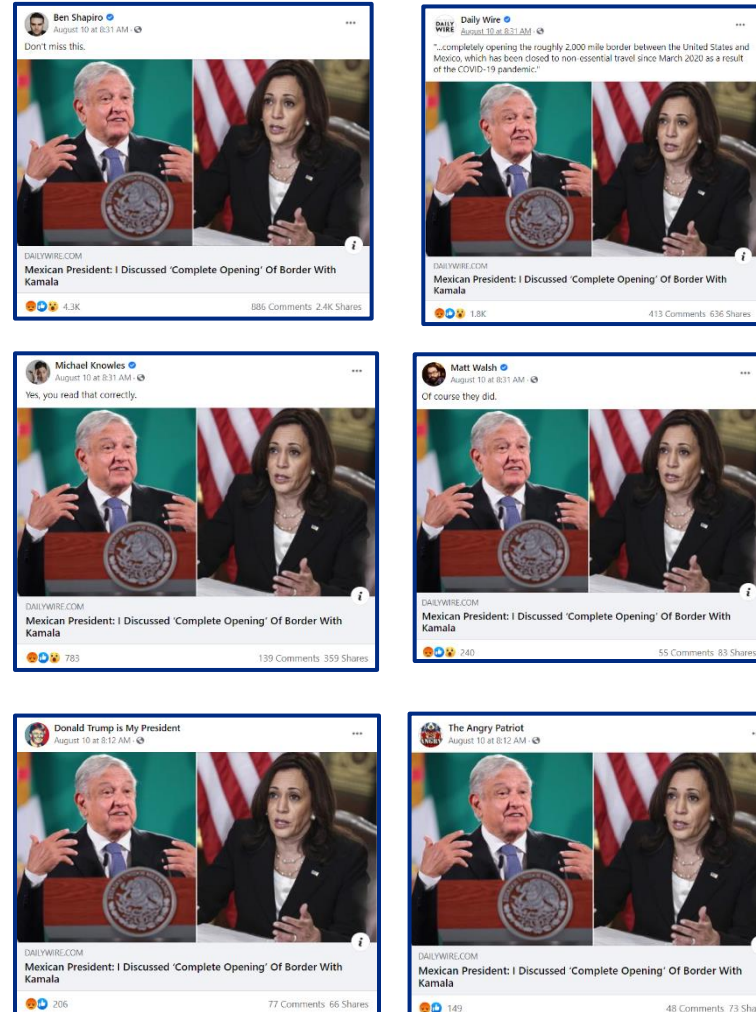 Ben Shapiro
August 10 at 8:31 AM ·
Don't miss this.
DAILYWIRE.COM
Mexican President: I Discussed 'Complete Opening' Of Border With
Kamala
4.3K
886 Comments 2.4K Shares
DAILY
WIRE
Daily Wire
August 10 at 8:31 AM ·
"...completely opening the roughly 2,000 mile border between the United States and
Mexico, which has been closed to non-essential travel since March 2020 as a result
of the COVID-19 pandemic."
DAILYWIRE.COM
Mexican President: I Discussed 'Complete Opening' Of Border With
Kamala
1.8K
413 Comments 636 Shares
Michael Knowles
August 10 at 8:31 AM ·
Yes, you read that correctly.
DAILYWIRE.COM
Mexican President: I Discussed 'Complete Opening' Of Border With
Kamala
783
139 Comments 359 Shares
Matt Walsh
August 10 at 8:31 AM ·
Of course they did.
DAILYWIRE.COM
Mexican President: I Discussed 'Complete Opening' Of Border With
Kamala
240
55 Comments 83 Shares
Donald Trump is My President
August 10 at 8:12 AM ·
DAILYWIRE.COM
Mexican President: I Discussed 'Complete Opening' Of Border With
Kamala
206
77 Comments 66 Shares
The Angry Patriot
August 10 at 8:12 AM ·
DAILYWIRE.COM
Mexican President: I Discussed 'Complete Opening' Of Border With
Kamala
149
48 Comments 73 Sha